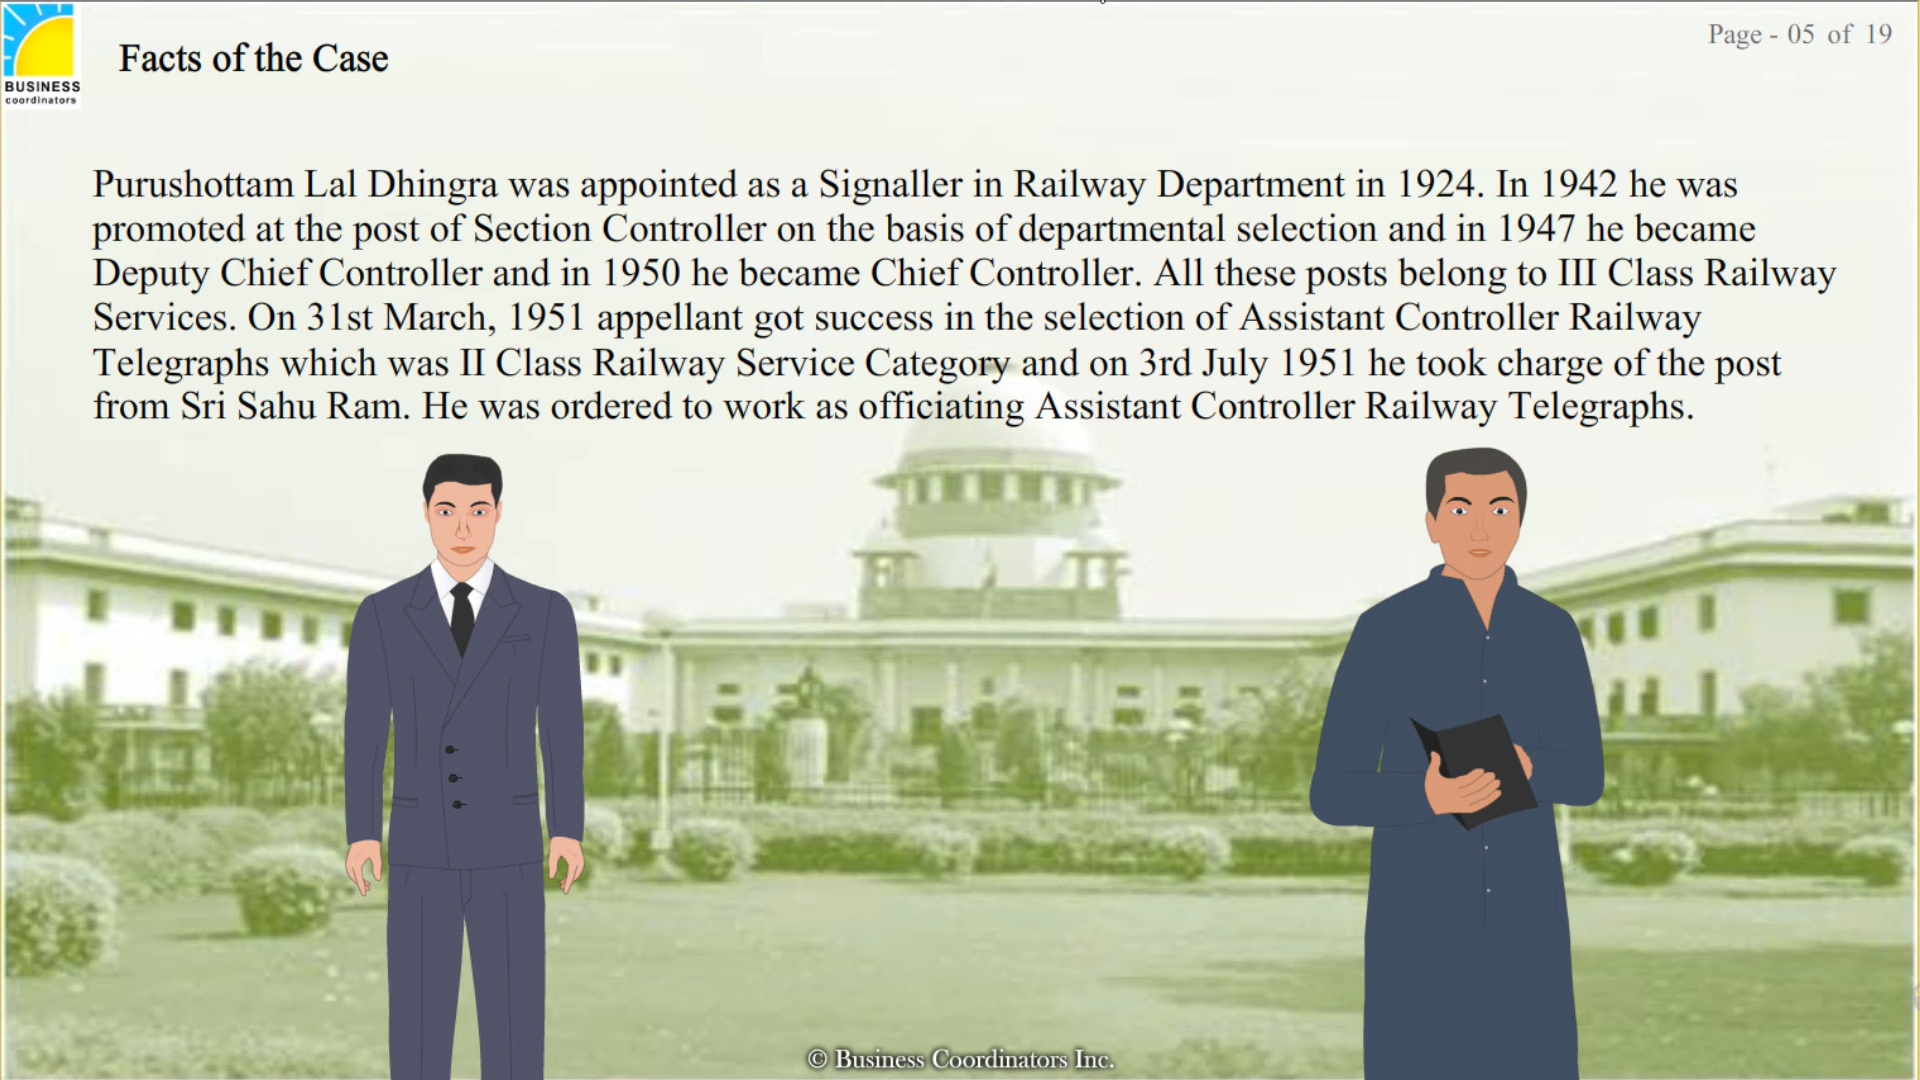 BUSINESS
coordinators
Facts of the Case
Page - 05 of 19
Purushottam Lal Dhingra was appointed as a Signaller in Railway Department in 1924. In 1942 he was
promoted at the post of Section Controller on the basis of departmental selection and in 1947 he became
Deputy Chief Controller and in 1950 he became Chief Controller. All these posts belong to III Class Railway
Services. On 31st March, 1951 appellant got success in the selection of Assistant Controller Railway
Telegraphs which was II Class Railway Service Category and on 3rd July 1951 he took charge of the post
from Sri Sahu Ram. He was ordered to work as officiating Assistant Controller Railway Telegraphs.
© Business Coordinators Inc.